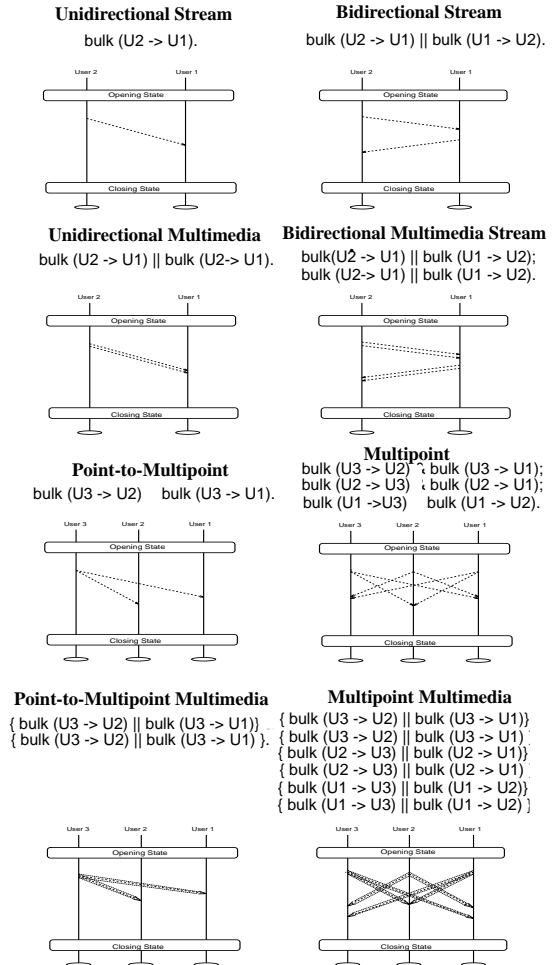 Unidirectional Stream
bulk (U2 -> U1).
User 2 User 1
Opening State
Closing State
Bidirectional Stream
bulk (U2 -> U1) || bulk (U1 -> U2).
User 2 User 1
Opening State
Closing State
Unidirectional Multimedia
bulk (U2 -> U1) || bulk (U2-> U1).
User 2 User 1
Opening State
Closing State
Bidirectional Multimedia Stream
bulk(U2 -> U1) || bulk (U1 -> U2);
bulk (U2-> U1) || bulk (U1 -> U2).
User 2 User 1
Opening State
Closing State
Point-to-Multipoint
bulk (U3 -> U2) bulk (U3 -> U1).
User 3 User 2 User 1
Opening State
Closing State
Multipoint
bulk (U3 -> U2) bulk (U3 -> U1);
bulk (U2 -> U3) bulk (U2 -> U1);
bulk (U1 ->U3) bulk (U1 -> U2).
User 3 User 2 User 1
Opening State
Closing State
Point-to-Multipoint Multimedia
{ bulk (U3 -> U2) || bulk (U3 -> U1)}
{ bulk (U3 -> U2) || bulk (U3 -> U1) }.
User 3 User 2 User 1
Opening State
Closing State
Multipoint Multimedia
{ bulk (U3 -> U2) || bulk (U3 -> U1)}
{ bulk (U3 -> U2) || bulk (U3 -> U1)
{ bulk (U2 -> U3) || bulk (U2 -> U1)}
{ bulk (U2 -> U3) || bulk (U2 -> U1)
{ bulk (U1 -> U3) || bulk (U1 -> U2)}
{ bulk (U1 -> U3) || bulk (U1 -> U2) }
User 3 User 2 User 1
Opening State
Closing State